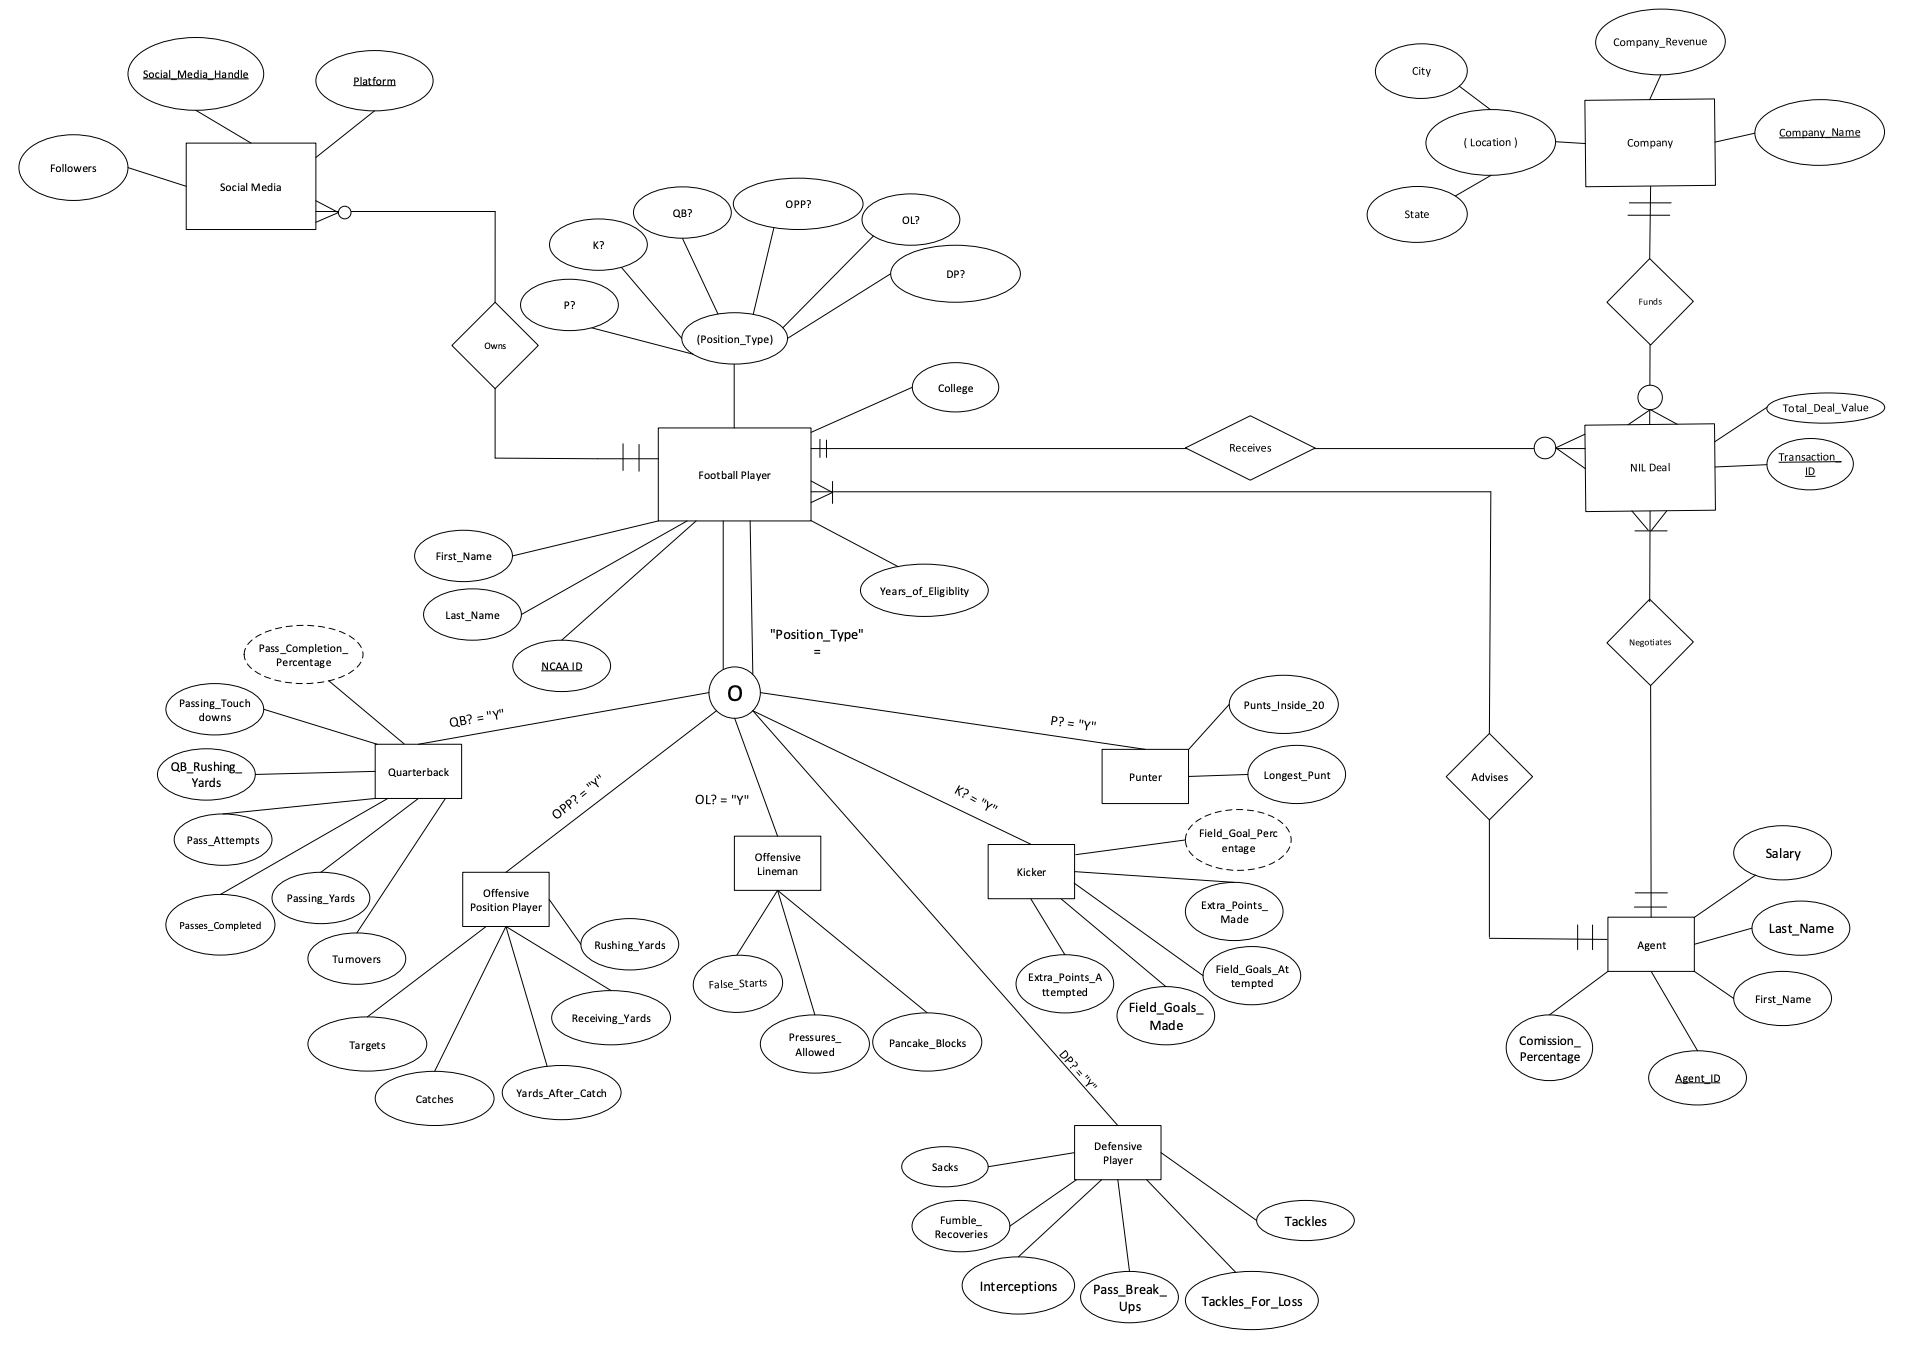 Social_Media_Handle
Platform
Followers
Social Media
Company_Revenue
City
( Location )
Company
Company_Name
State
QB?
OPP?
OL?
K?
DP?
P?
(Position_Type)
Owns
Funds
College
Total_Deal_Value
Receives
Football Player
NIL Deal
Transaction_
ID
First_Name
Last_Name
NCAA ID
Years_of_Eligiblity
"Position_Type"
=
Negotiates
O
Pass_Completion_
Percentage
Passing_Touch
downs
QB_Rushing_
Yards
Quarterback
Pass_Attempts
Passes_Completed
Passing_Yards
Turnovers
QB? = "Y"
OPP? = "Y"
OL? = "Y"
K? = "Y"
P? = "Y"
DP? = "Y"
Punts_Inside_20
Punter
Longest_Punt
Advises
Offensive
Position Player
Rushing_Yards
Receiving_Yards
Targets
Catches
Yards_After_Catch
Offensive
Lineman
False_Starts
Pressures_
Allowed
Pancake_Blocks
Kicker
Field_Goal_Perc
entage
Extra_Points_
Made
Field_Goals_At
tempted
Extra_Points_A
ttempted
Field_Goals_
Made
Salary
Last_Name
Agent
First_Name
Comission_
Percentage
Agent_ID
Defensive
Player
Sacks
Fumble_
Recoveries
Interceptions
Pass_Break_
Ups
Tackles_For_Loss
Tackles